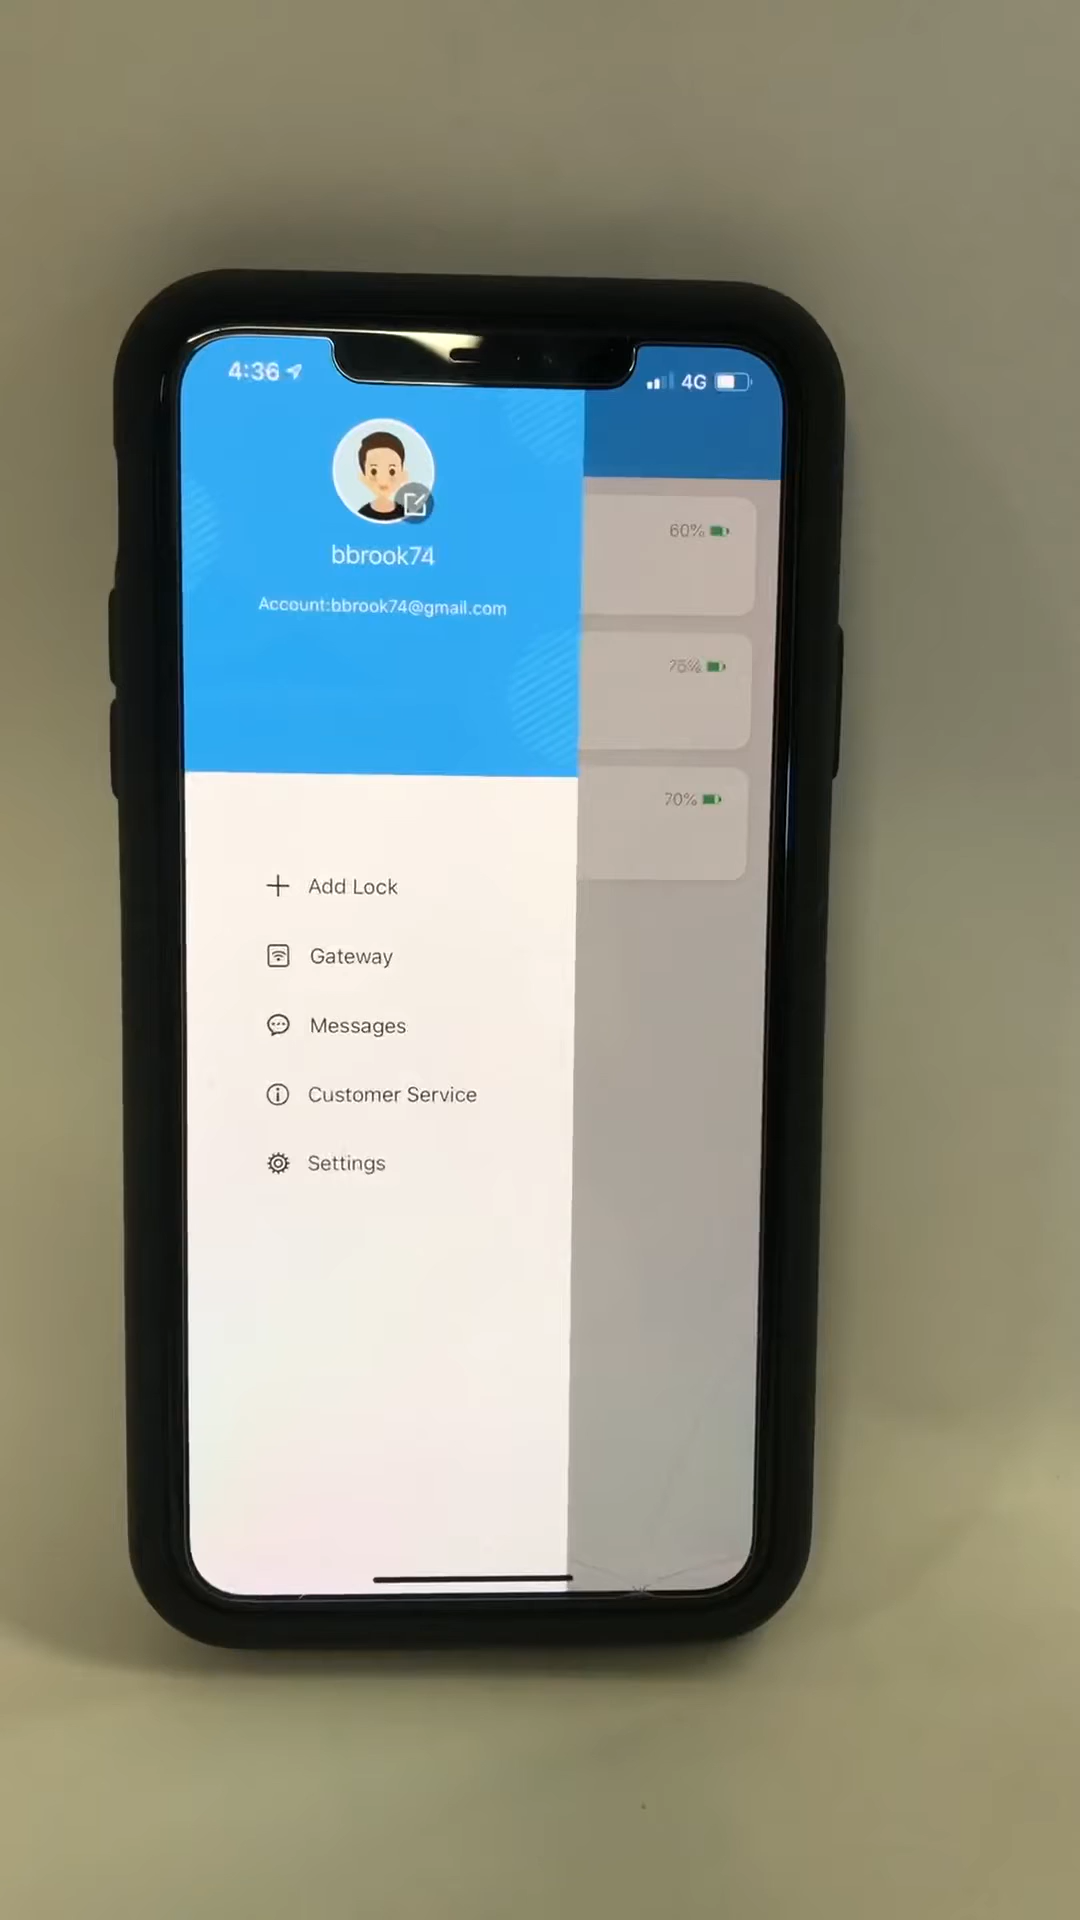 4:36
4G
bbrook74
Account:bbrook74@gmail.com
60%
75%
70%
Add Lock
Gateway
Messages
Customer Service
Settings